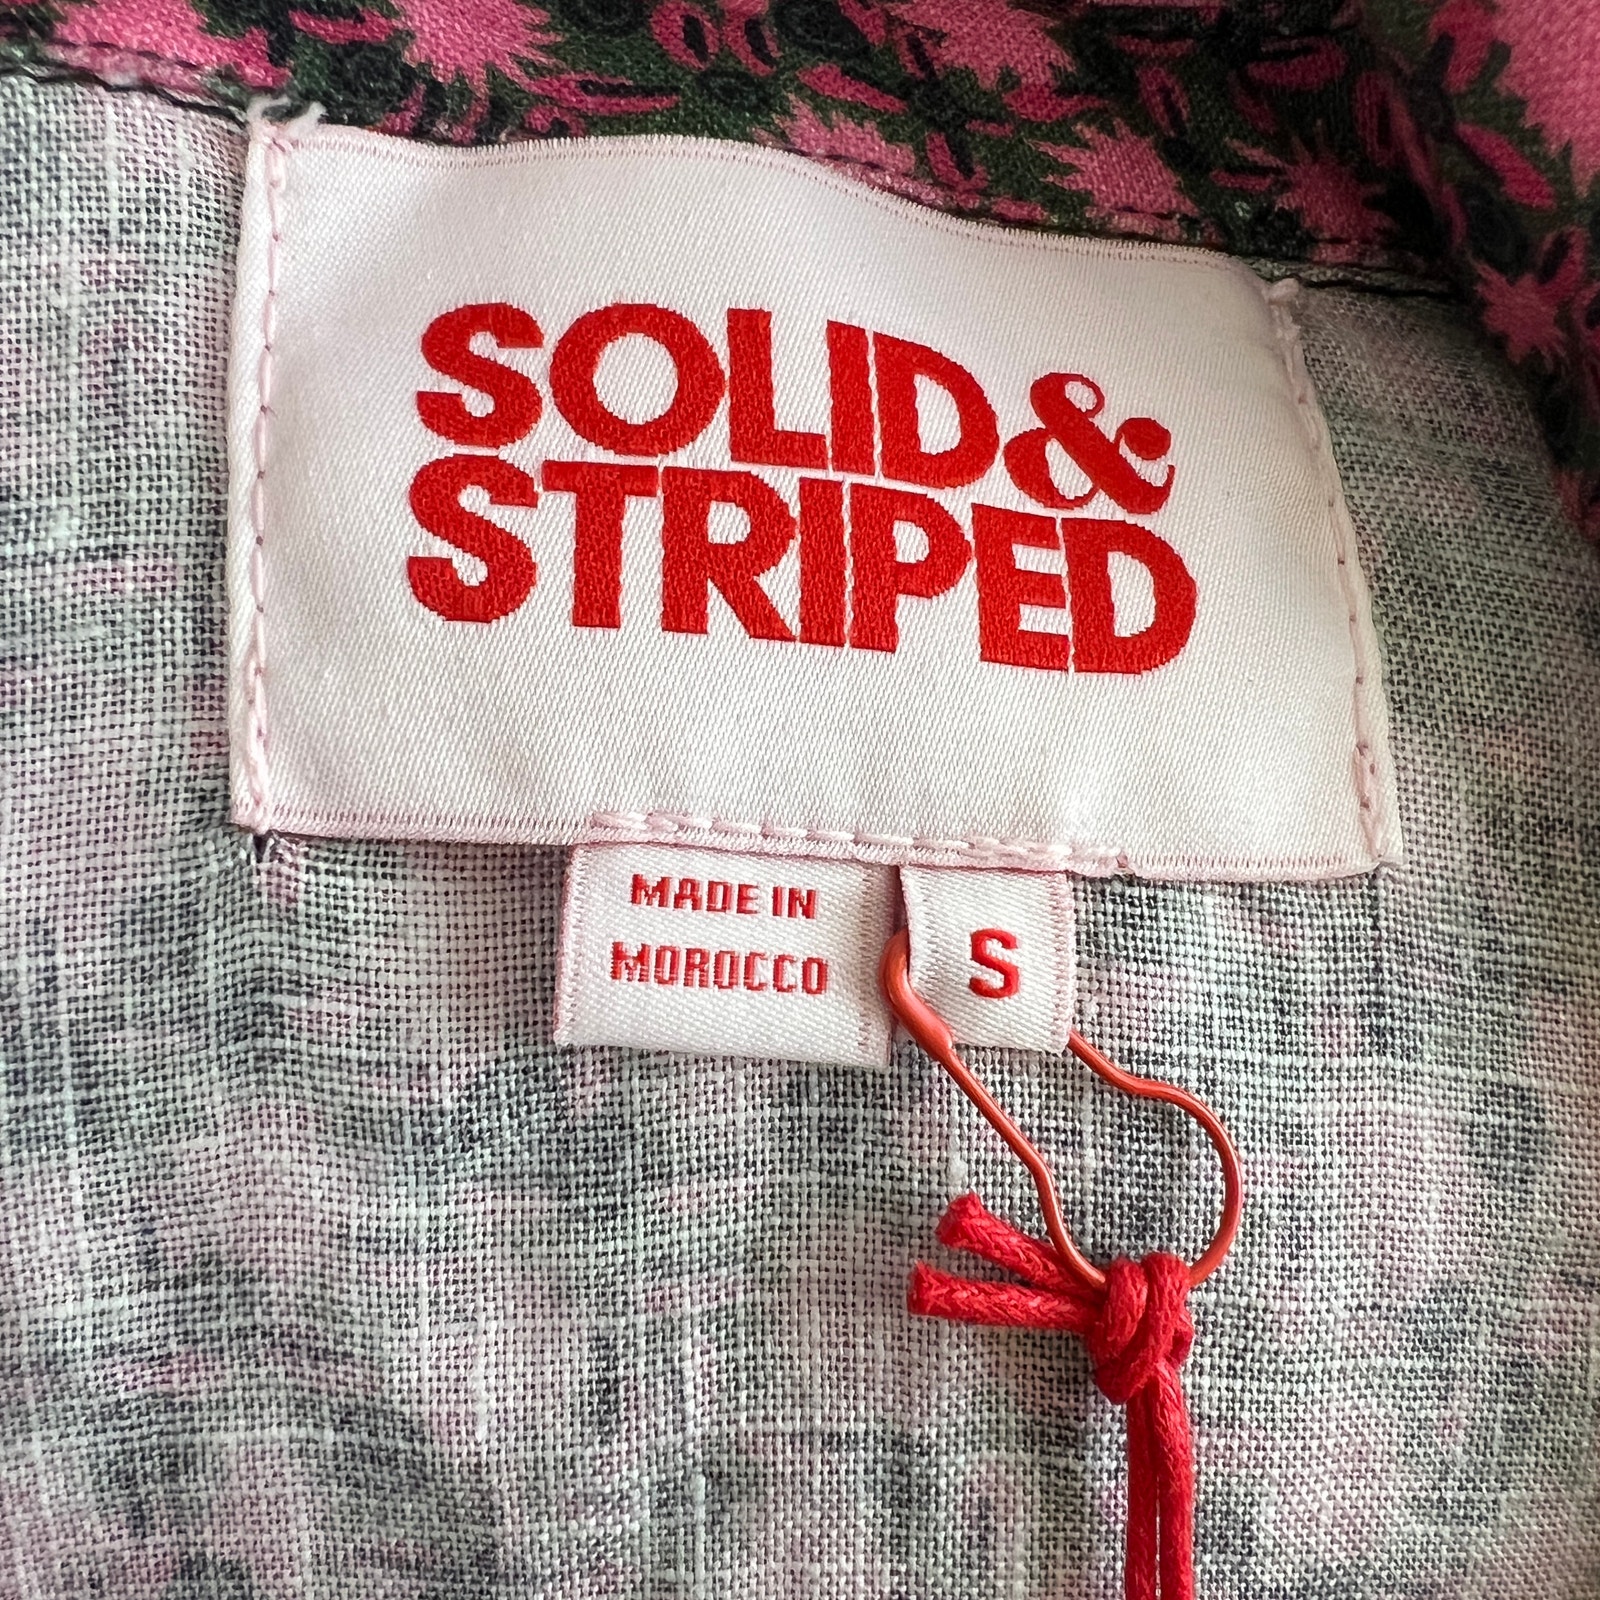 SOLID &
STRIPED
MADE IN
MOROCCO
S